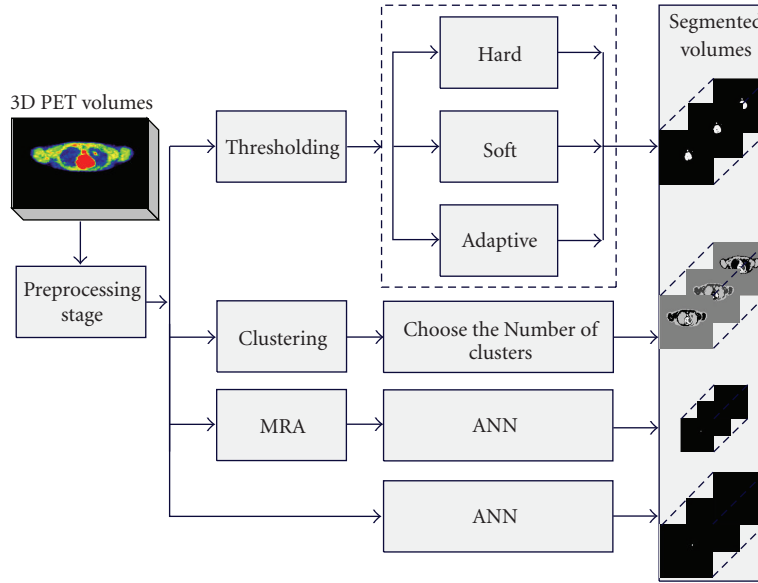 3D PET volumes
Preprocessing
stage
Thresholding
Hard
Soft
Adaptive
Clustering
Choose the Number of
clusters
MRA
ANN
ANN
Segmented
volumes